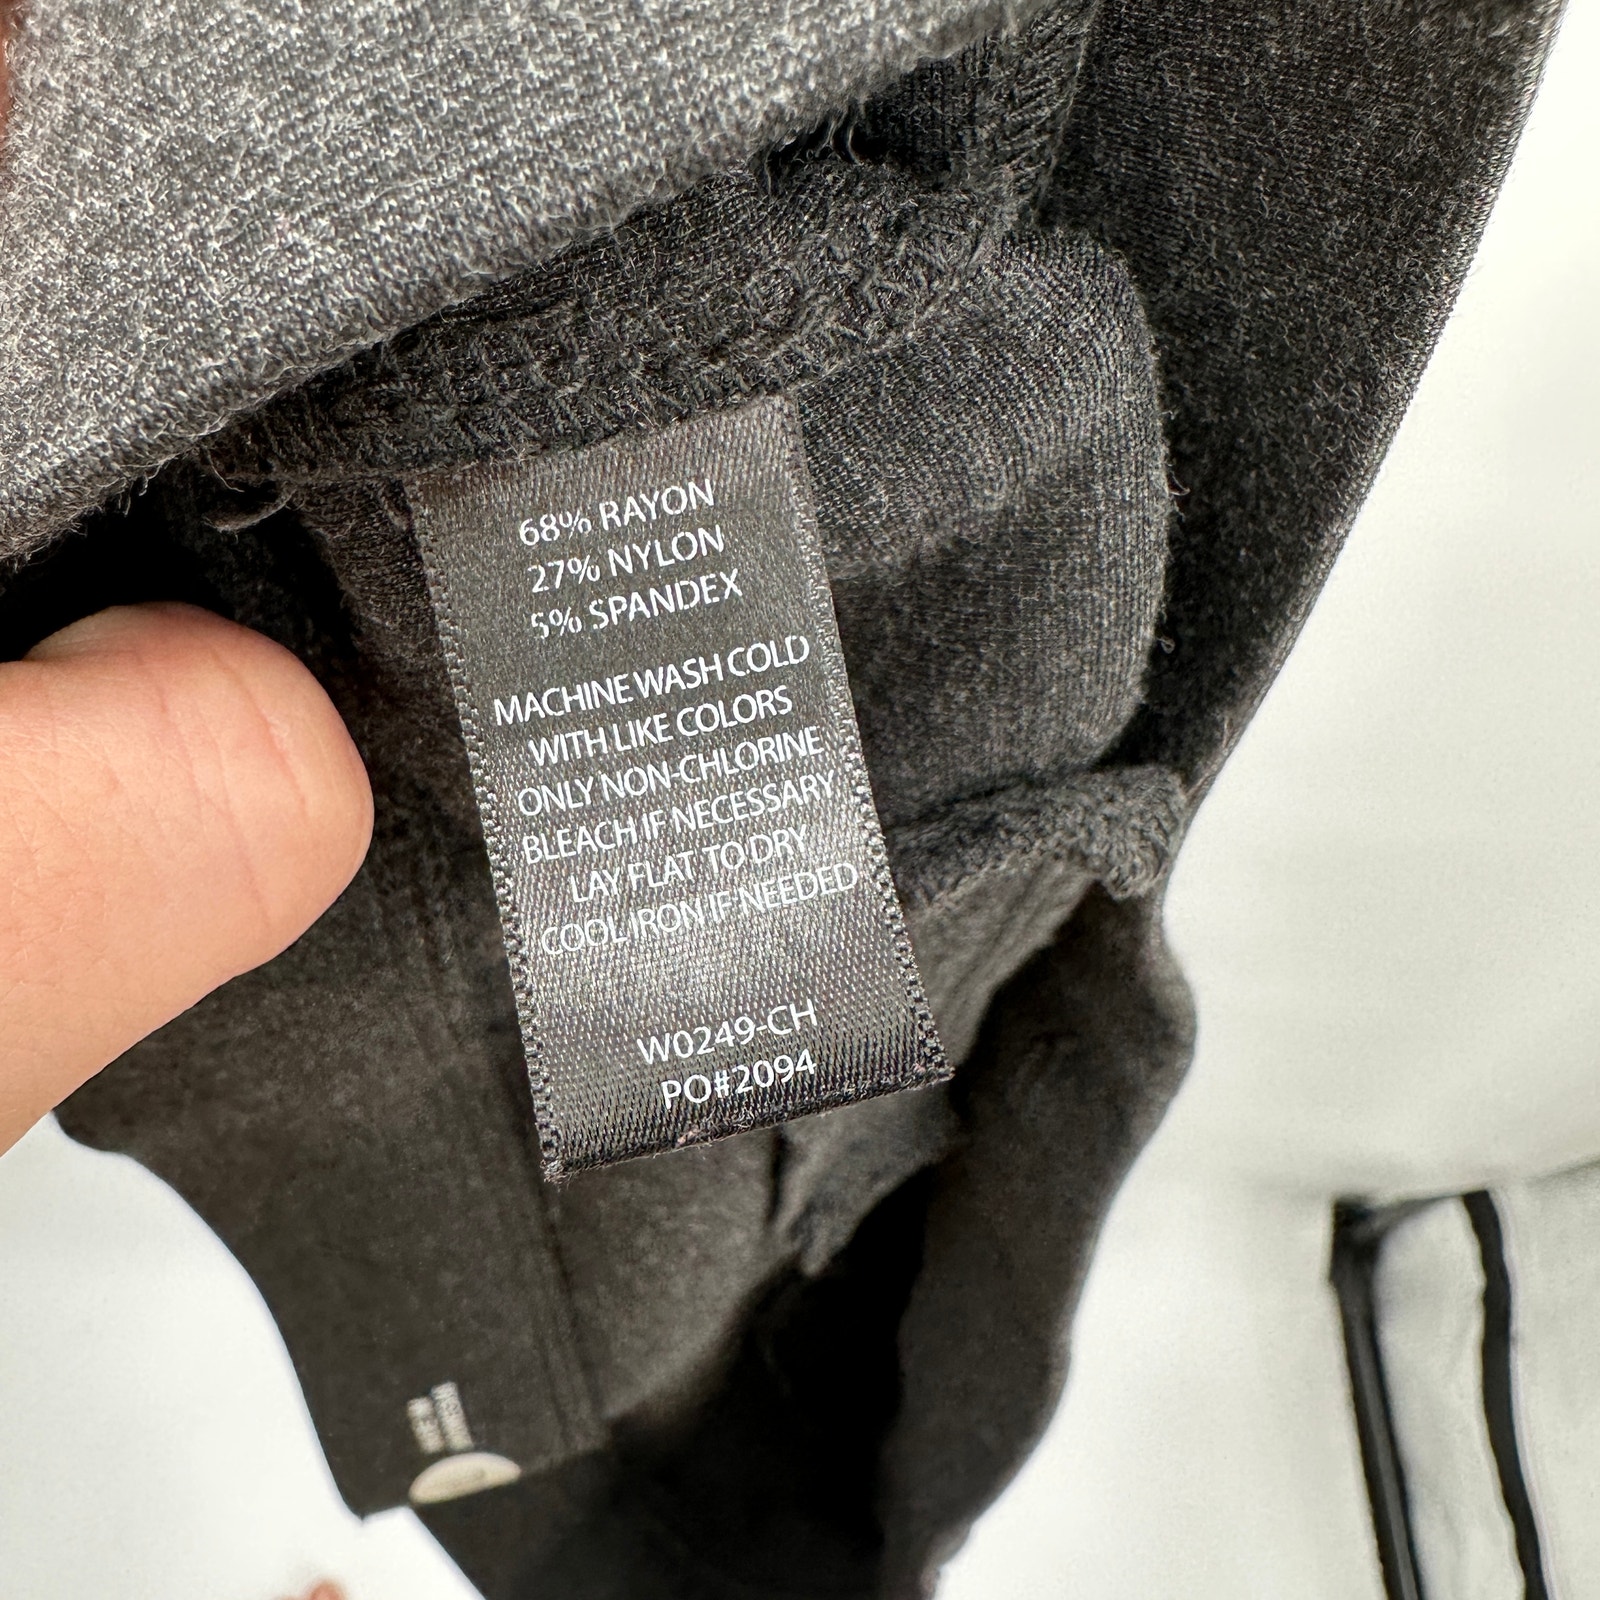 68% RAYON
27% NYLON
5% SPANDEX
MACHINE WASH COLD
WITH LIKE COLORS
ONLY NON-CHLORINE
BLEACH IF NECESSARY
LAY FLAT TO DRY
COOL IRON IF NEEDED
W0249-CH
PO#2094